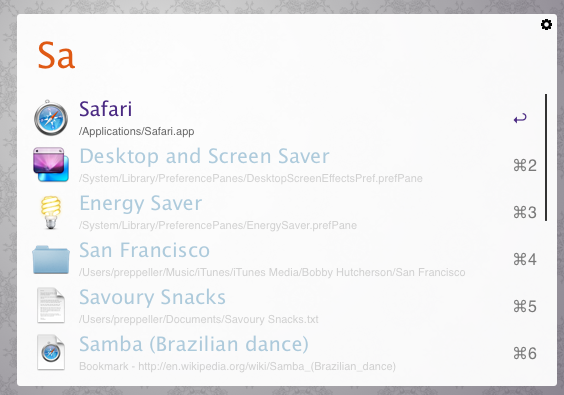 Sa
Safari
/Applications/Safari.app
↩
Desktop and Screen Saver
/System/Library/PreferencePanes/DesktopScreenEffectsPref.prefPane
⌘2
Energy Saver
/System/Library/PreferencePanes/EnergySaver.prefPane
⌘3
San Francisco
/Users/preppeller/Music/iTunes/iTunes Media/Bobby Hutcherson/San Francisco
⌘4
Savoury Snacks
/Users/preppeller/Documents/Savoury Snacks.txt
⌘5
Samba (Brazilian dance)
Bookmark - http://en.wikipedia.org/wiki/Samba_(Brazilian_dance)
⌘6